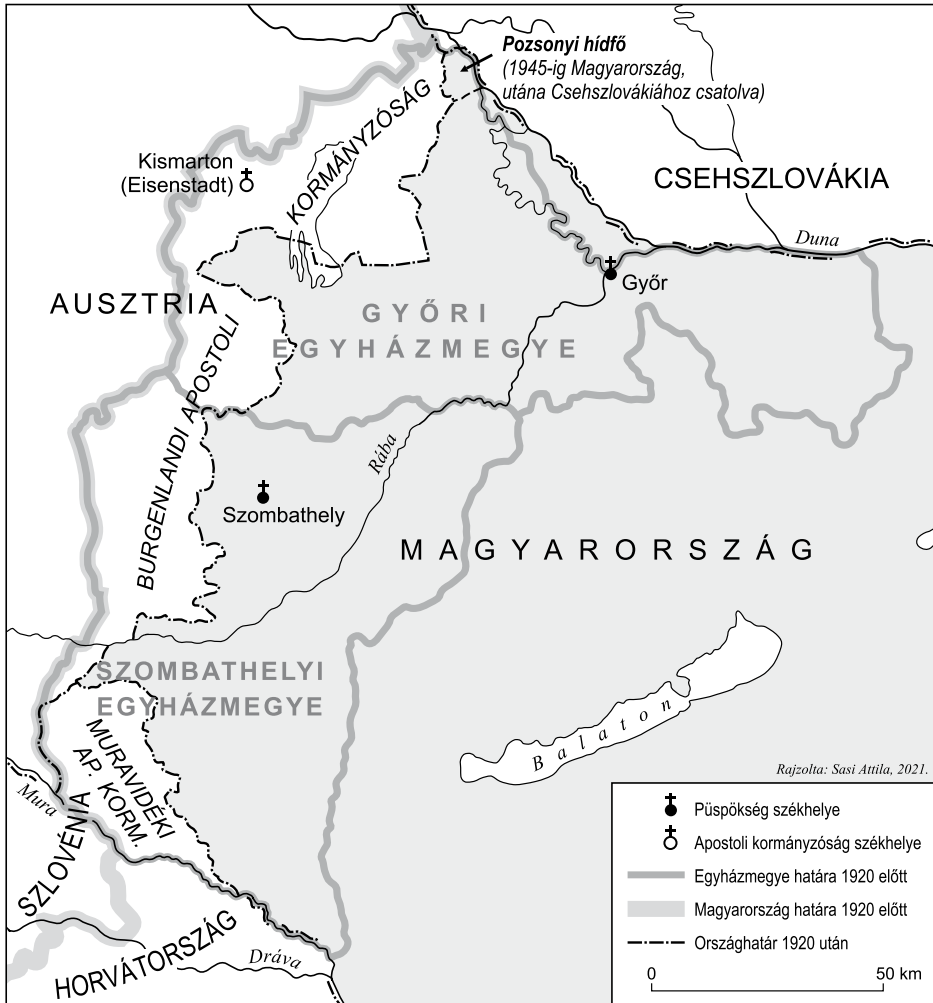 Pozsonyi hídfő
(1945-ig Magyarország,
utána Csehszlovákiához csatolva)
KORMÁNYZÓSÁG
Kismarton
(Eisenstadt)
CSEHSZLOVÁKIA
Duna
Győr
AUSZTRIA
GYŐRI
EGYHÁZMEGYE
BURGENLANDI APOSTOLI
Rába
Szombathely
MAGYARORSZÁG
SZOMBATHELYI
EGYHÁZMEGYE
Balaton
MURAVIDÉKI
AP. KORM.
Mura
SZLOVÉNIA
HORVÁTORSZÁG
Dráva
Rajzolta: Sasi Attila, 2021.
Püspökség székhelye
Apostoli kormányzóság székhelye
Egyházmegye határa 1920 előtt
Magyarország határa 1920 előtt
Országhatár 1920 után
0 50 km